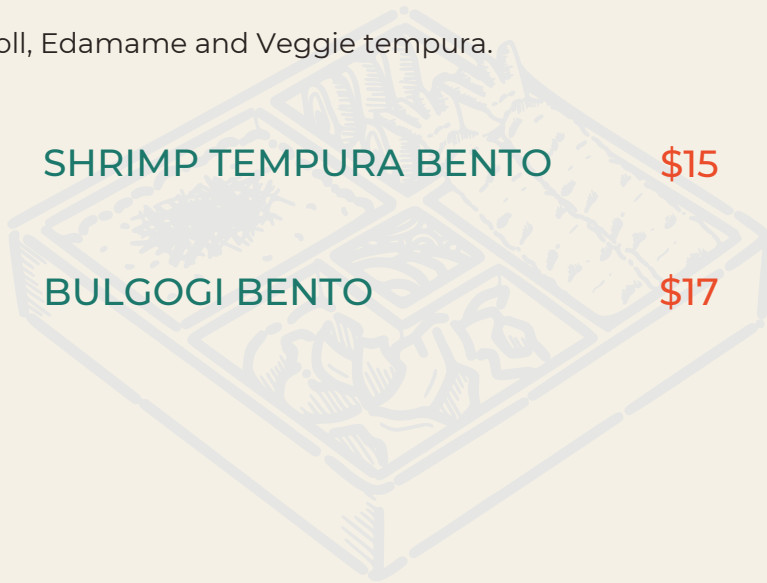 oll, Edamame and Veggie tempura.
SHRIMP TEMPURA BENTO $15
BULGOGI BENTO $17